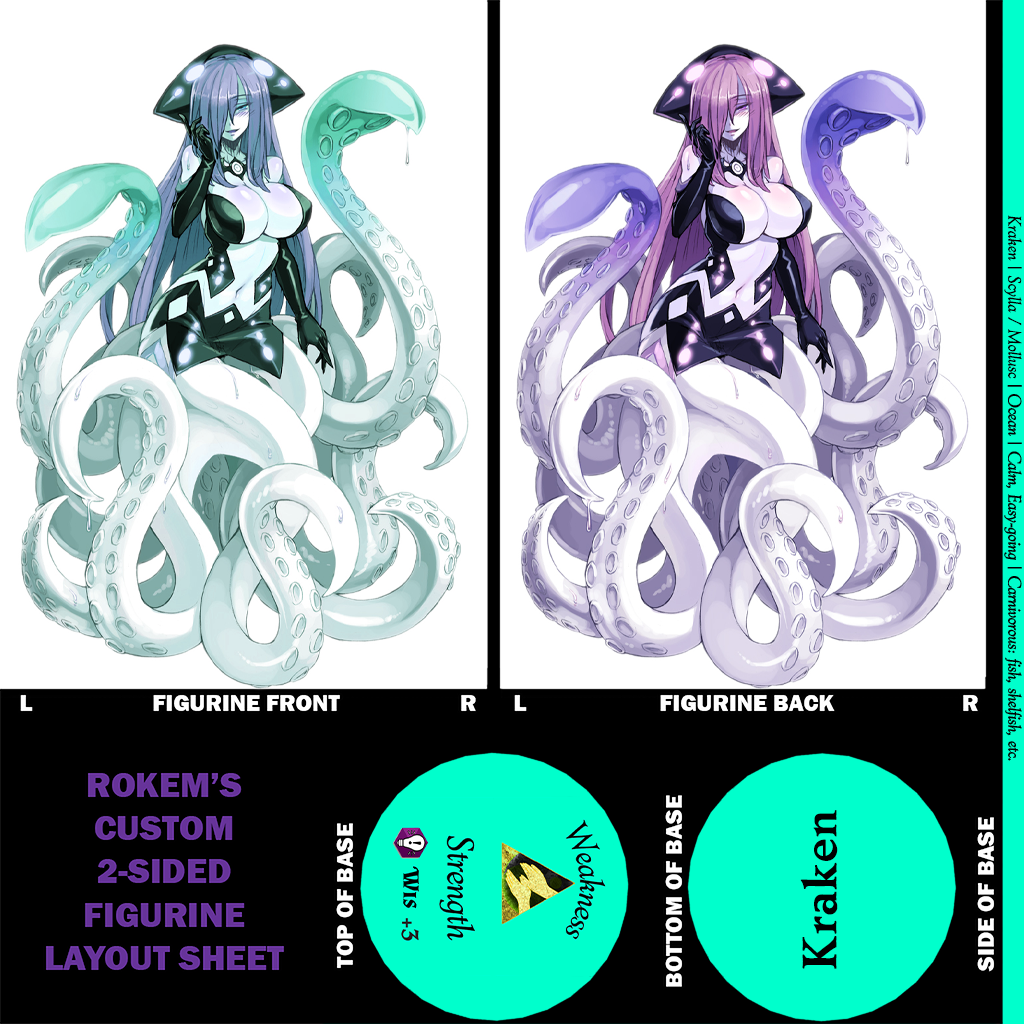 L FIGURINE FRONT R
L FIGURINE BACK R
ROKEM'S
CUSTOM
2-SIDED
FIGURINE
LAYOUT SHEET
TOP OF BASE
Wis +3
Strength
Weakness
BOTTOM OF BASE
Kraken
SIDE OF BASE
Kraken | Scylla / Mollusc | Ocean | Calm, Easy-going | Carnivorous: fish, shelfish, etc.